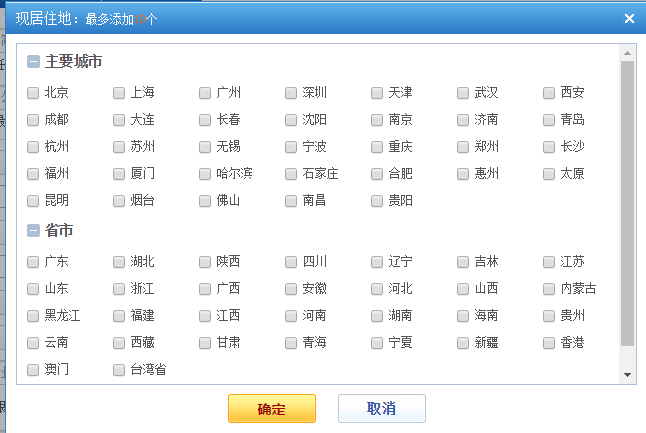 现居住地：最多添加10个
主要城市
北京 上海 广州 深圳 天津 武汉 西安
成都 大连 长春 沈阳 南京 济南 青岛
杭州 苏州 无锡 宁波 重庆 郑州 长沙
福州 厦门 哈尔滨 石家庄 合肥 惠州 太原
昆明 烟台 佛山 南昌 贵阳
省市
广东 湖北 陕西 四川 辽宁 吉林 江苏
山东 浙江 广西 安徽 河北 山西 内蒙古
黑龙江 福建 江西 河南 湖南 海南 贵州
云南 西藏 甘肃 青海 宁夏 新疆 香港
澳门 台湾省
确定 取消